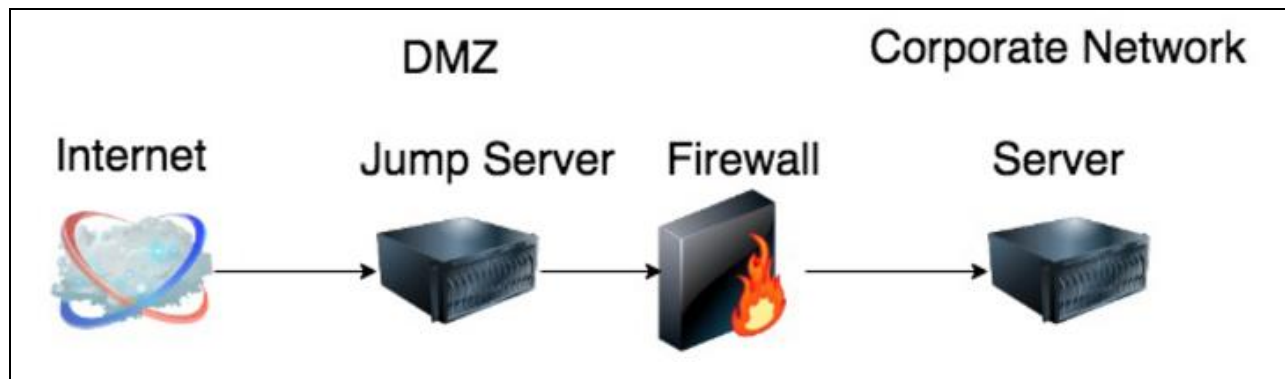 DMZ
Corporate Network
Internet
Jump Server
Firewall
Server